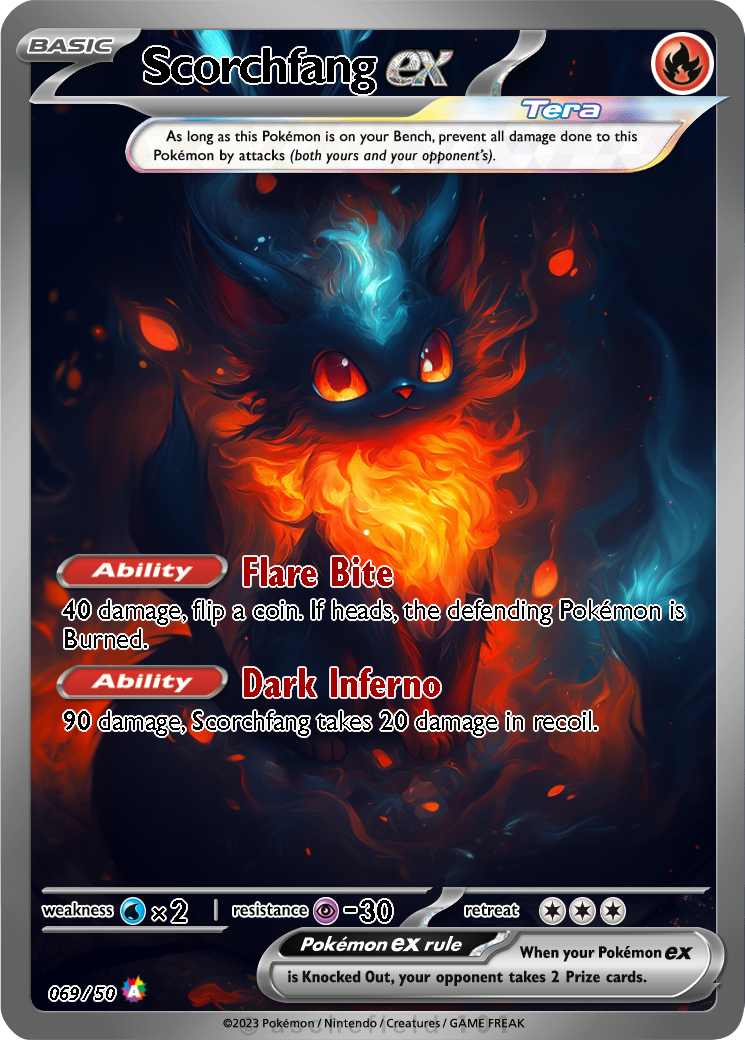 BASIC
Scorchfang ex
Tera
As long as this Pokémon is on your Bench, prevent all damage done to this
Pokémon by attacks (both yours and your opponent's).
Ability Flare Bite
40 damage, flip a coin. If heads, the defending Pokémon is
Burned.
Ability Dark Inferno
90 damage, Scorchfang takes 20 damage in recoil.
weakness ×2 resistance -30 retreat
Pokémon ex rule
When your Pokémon ex
is Knocked Out, your opponent takes 2 Prize cards.
069/50 A
©2023 Pokémon / Nintendo / Creatures / GAME FREAK